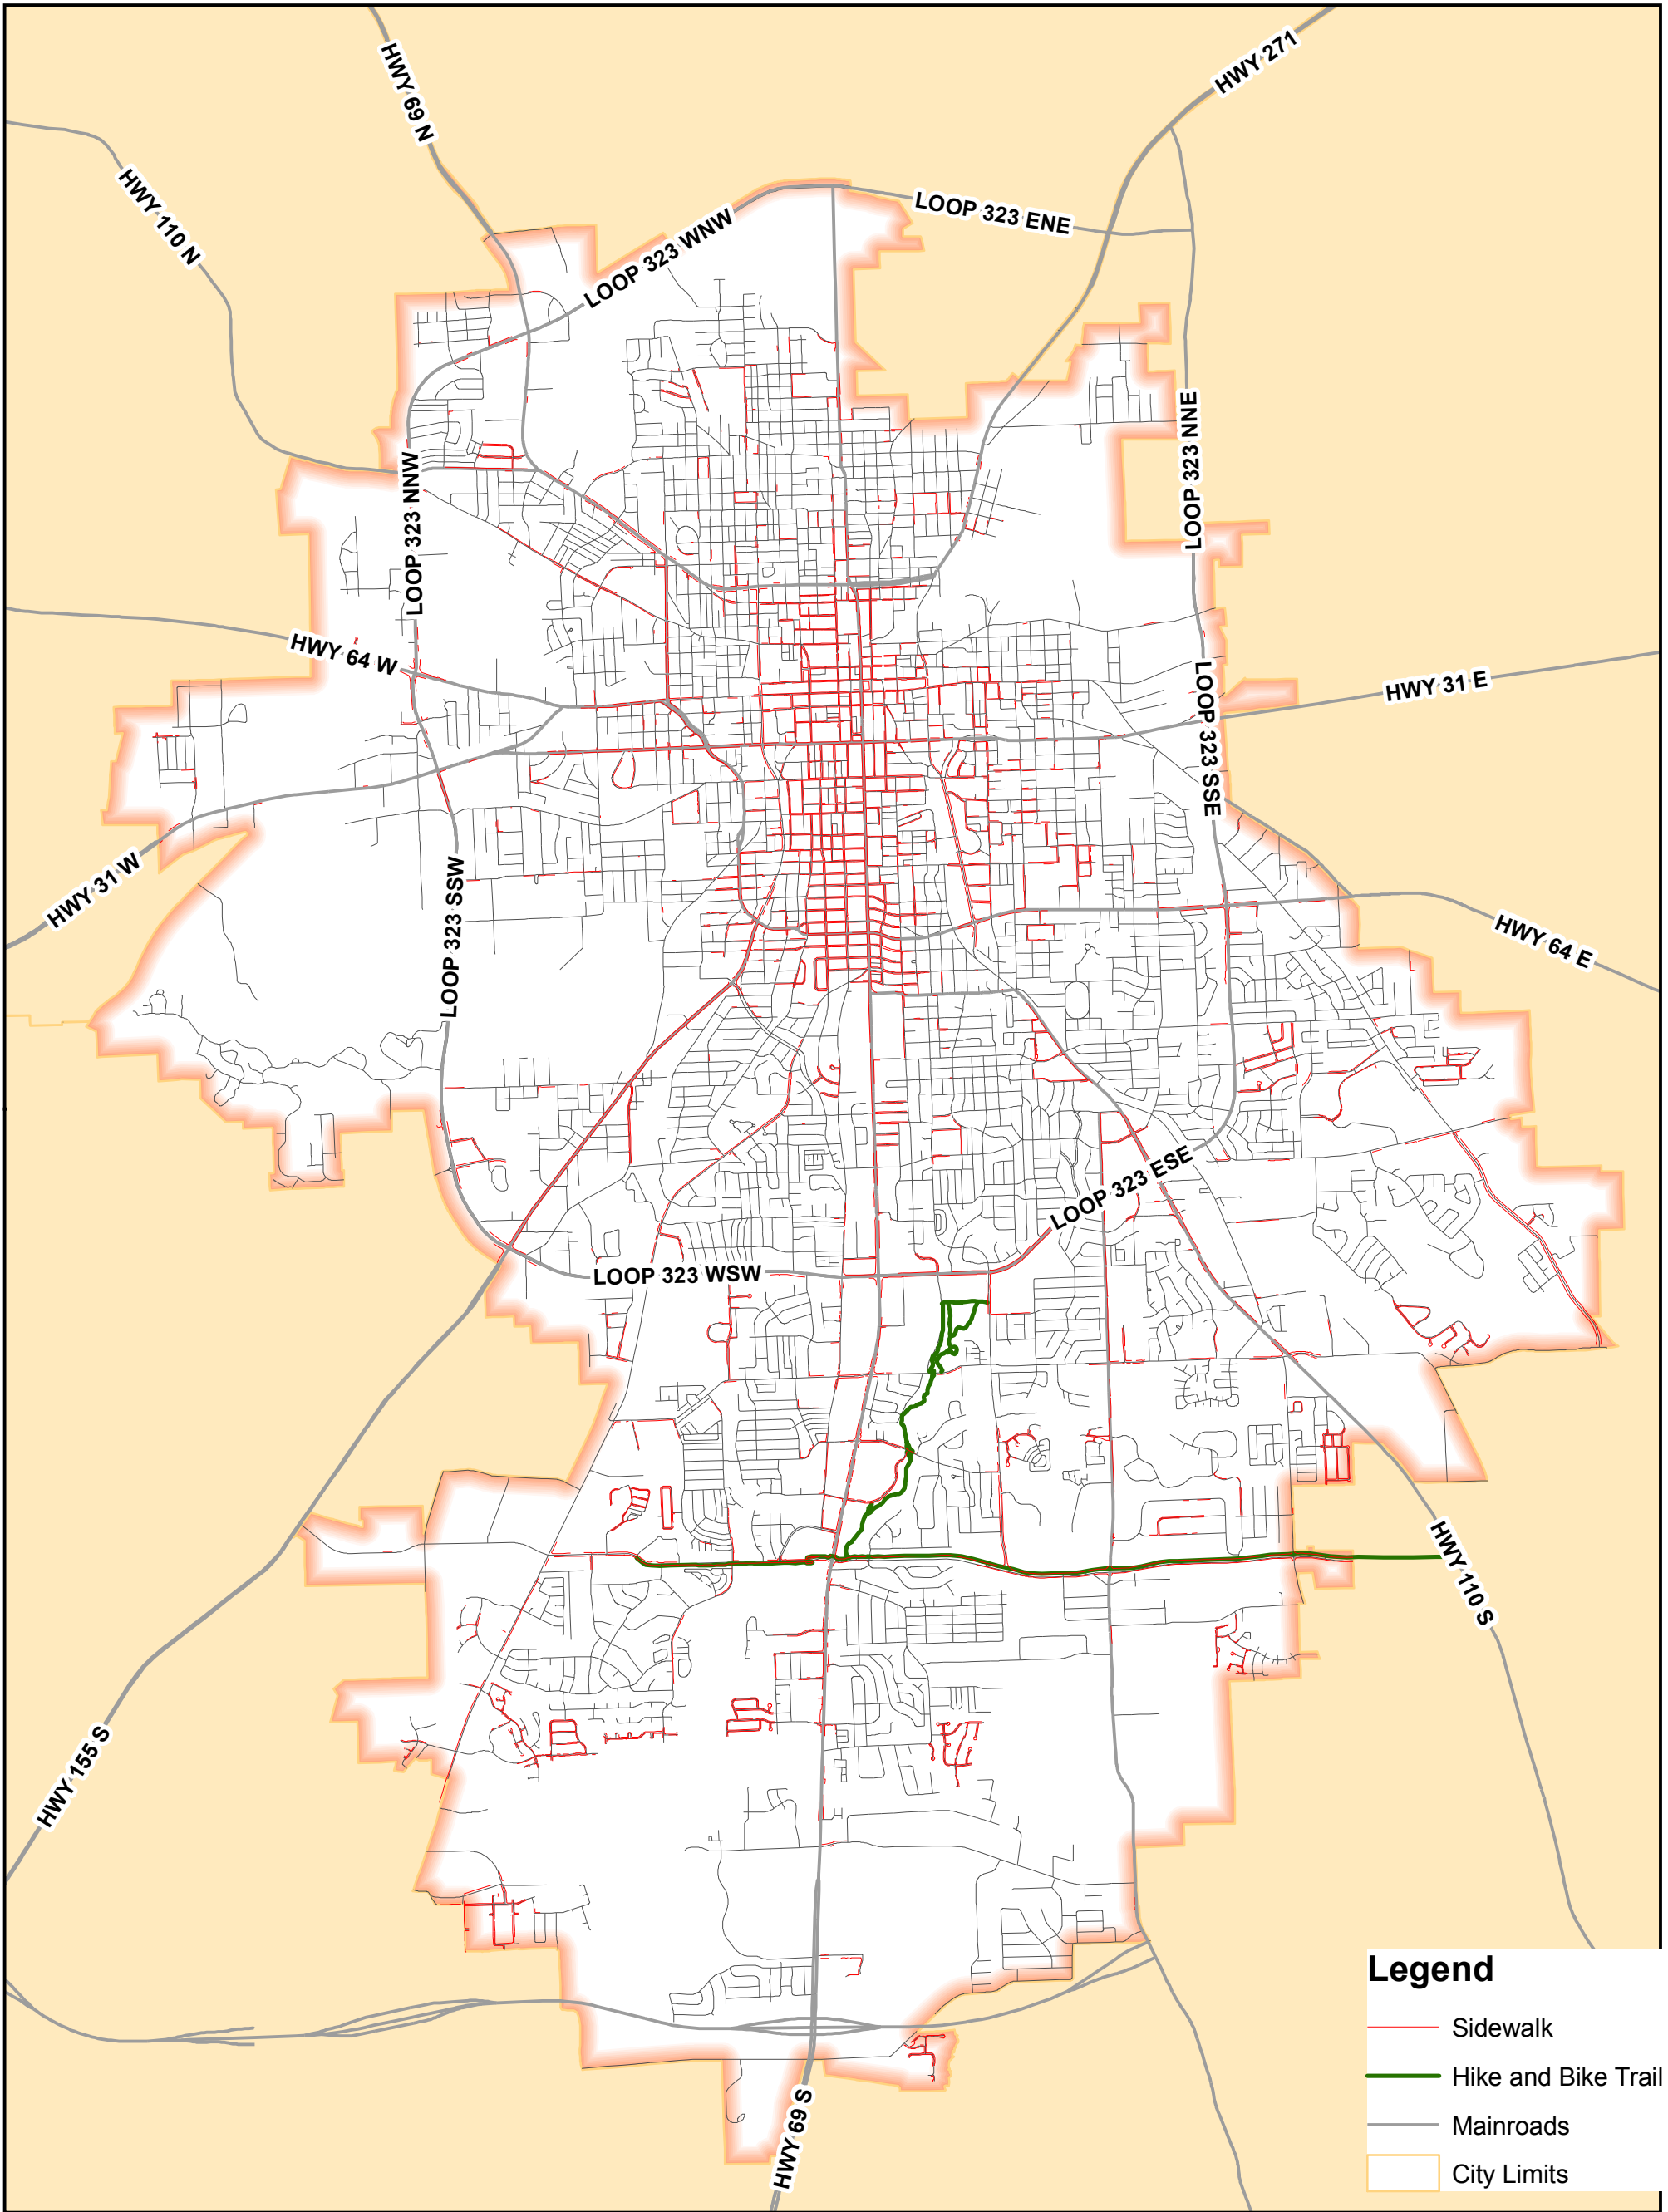 HWY 69 N
HWY 271
HWY 110 N
LOOP 323 ENE
LOOP 323 WNW
LOOP 323 NNE
LOOP 323 NNW
HWY 64 W
HWY 31 E
LOOP 323 SSE
HWY 31 W
LOOP 323 SSW
HWY 64 E
LOOP 323 ESE
LOOP 323 WSW
HWY 110 S
HWY 155 S
HWY 69 S
Legend
Sidewalk
Hike and Bike Trail
Mainroads
City Limits